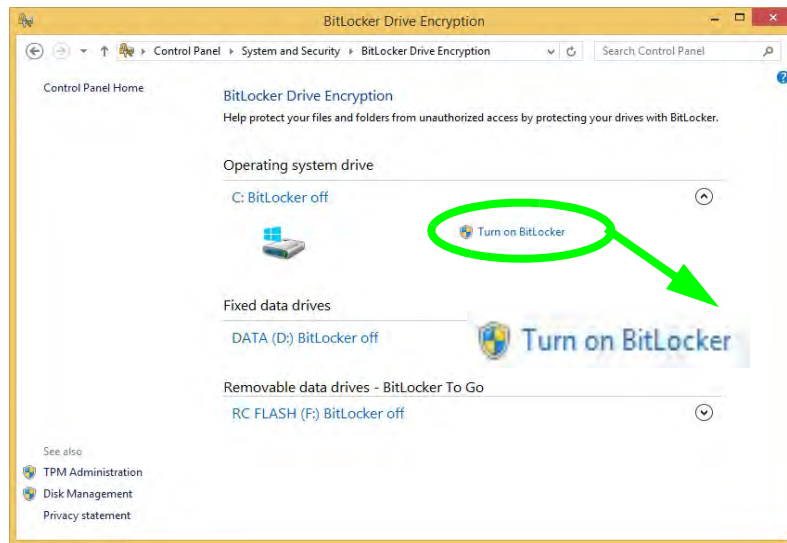 BitLocker Drive Encryption
Control Panel ▸ System and Security ▸ BitLocker Drive Encryption
Search Control Panel
Control Panel Home
BitLocker Drive Encryption
Help protect your files and folders from unauthorized access by protecting your drives with BitLocker.
Operating system drive
C: BitLocker off
Turn on BitLocker
Fixed data drives
DATA (D:) BitLocker off
Turn on BitLocker
Removable data drives - BitLocker To Go
RC FLASH (F:) BitLocker off
See also
TPM Administration
Disk Management
Privacy statement